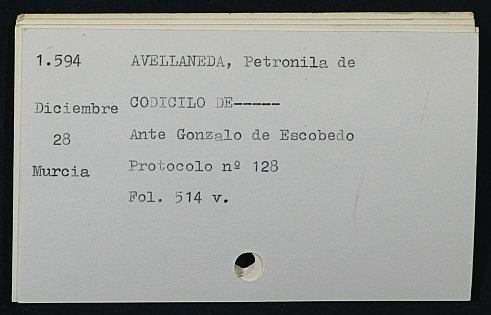 1.594 AVELLANEDA, Petronila de
Diciembre CODICILO DE-----
28 Ante Gonzalo de Escobedo
Murcia Protocolo nº 128
Fol. 514 v.